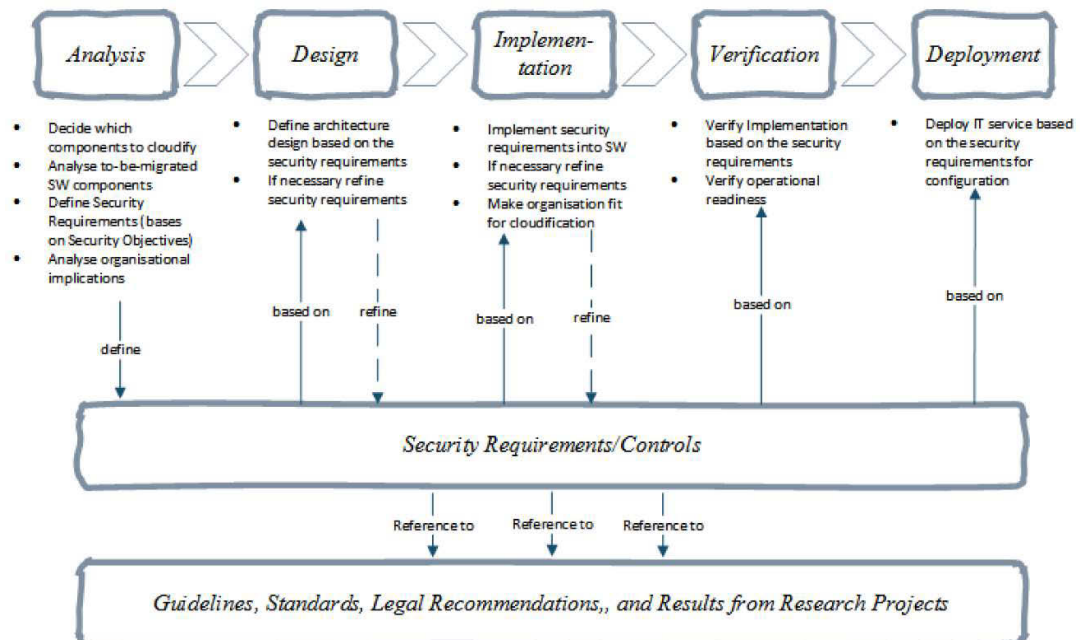 Analysis
Design
Implemen-
tation
Verification
Deployment
• Decide which
components to cloudify
• Analyse to-be-migrated
SW components
• Define Security
Requirements (bases
on Security Objectives)
• Analyse organisational
implications
• Define architecture
design based on the
security requirements
• If necessary refine
security requirements
• Implement security
requirements into SW
• If necessary refine
security requirements
• Make organisation fit
for cloudification
• Verify Implementation
based on the security
requirements
• Verify operational
readiness
• Deploy IT service based
on the security
requirements for
configuration
define
based on
refine
based on
refine
based on
based on
Security Requirements/Controls
Reference to
Reference to
Reference to
Guidelines, Standards, Legal Recommendations,, and Results from Research Projects